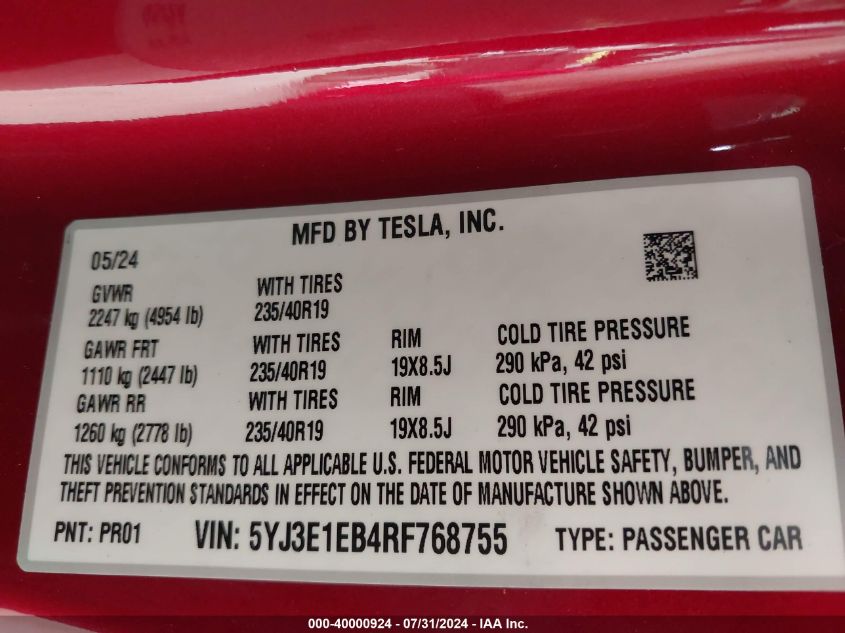 MFD BY TESLA, INC.
05/24
GVWR WITH TIRES
2247 kg (4954 lb) 235/40R19
GAWR FRT WITH TIRES RIM COLD TIRE PRESSURE
1110 kg (2447 lb) 235/40R19 19X8.5J 290 kPa, 42 psi
GAWR RR WITH TIRES RIM COLD TIRE PRESSURE
1260 kg (2778 lb) 235/40R19 19X8.5J 290 kPa, 42 psi
THIS VEHICLE CONFORMS TO ALL APPLICABLE U.S. FEDERAL MOTOR VEHICLE SAFETY, BUMPER, AND
THEFT PREVENTION STANDARDS IN EFFECT ON THE DATE OF MANUFACTURE SHOWN ABOVE.
PNT: PR01 VIN: 5YJ3E1EB4RF768755 TYPE: PASSENGER CAR
000-40000924 - 07/31/2024 - IAA Inc.